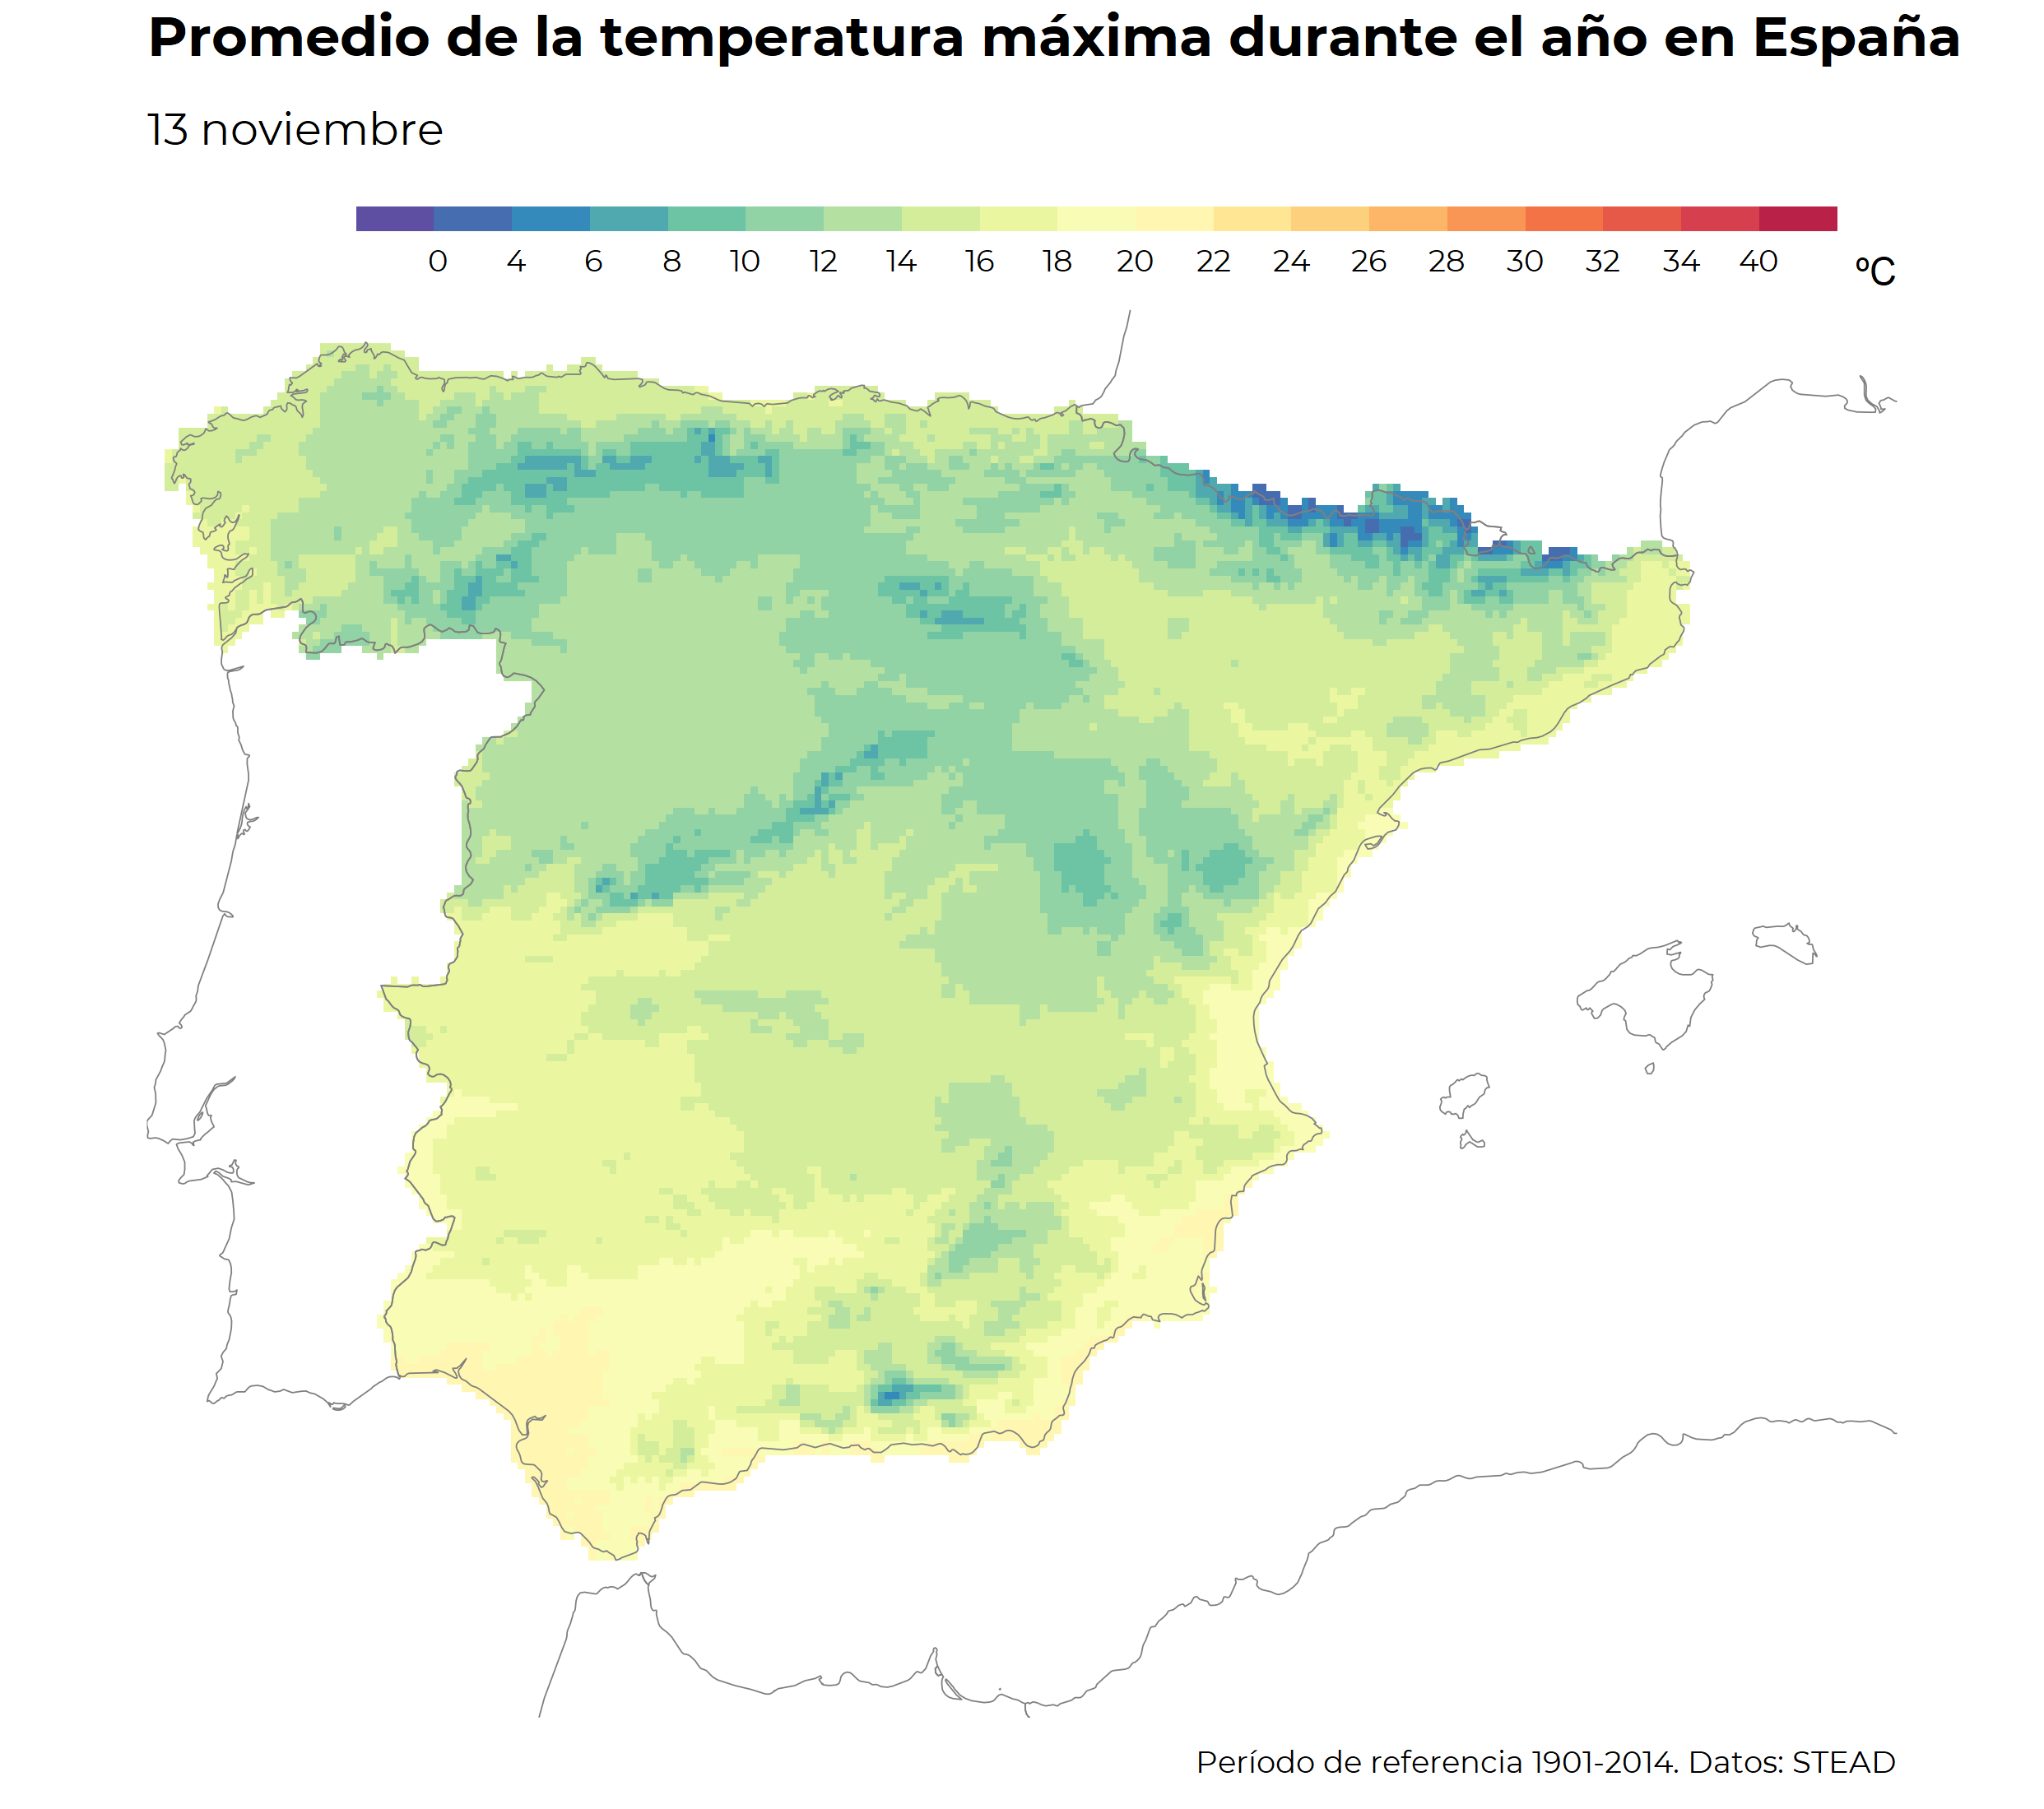 Promedio de la temperatura máxima durante el año en España
13 noviembre
0 4 6 8 10 12 14 16 18 20 22 24 26 28 30 32 34 40 ºC
Período de referencia 1901-2014. Datos: STEAD